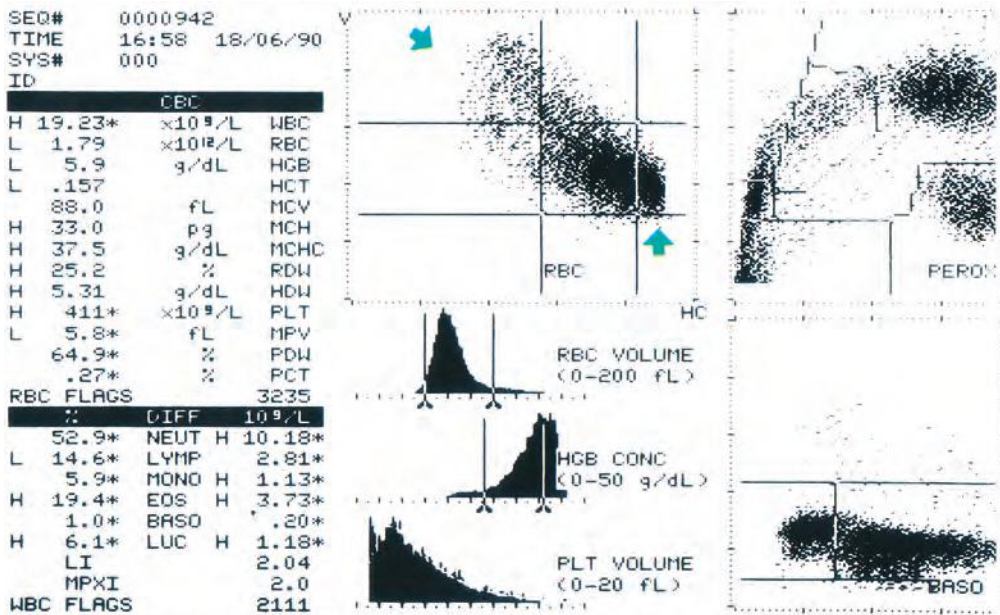 SEQ# 0000942
TIME 16:58 18/06/90
SYS# 000
ID
CBC
H 19.23* ×10⁹/L WBC
L 1.79 ×10¹²/L RBC
L 5.9 g/dL HGB
L .157 HCT
88.0 fL MCV
H 33.0 pg MCH
H 37.5 g/dL MCHC
H 25.2 % RDW
H 5.31 g/dL HDW
H 411* ×10⁹/L PLT
L 5.8* fL MPV
64.9* % PDW
.27* % PCT
RBC FLAGS 3235
% DIFF 10⁹/L
52.9* NEUT H 10.18*
L 14.6* LYMP 2.81*
5.9* MONO H 1.13*
H 19.4* EOS H 3.73*
1.0* BASO .20*
H 6.1* LUC H 1.18*
LI 2.04
MPXI 2.0
WBC FLAGS 2111
V
RBC
HC
RBC VOLUME
(0-200 fL)
HGB CONC
(0-50 g/dL)
PLT VOLUME
(0-20 fL)
PEROX
BASO